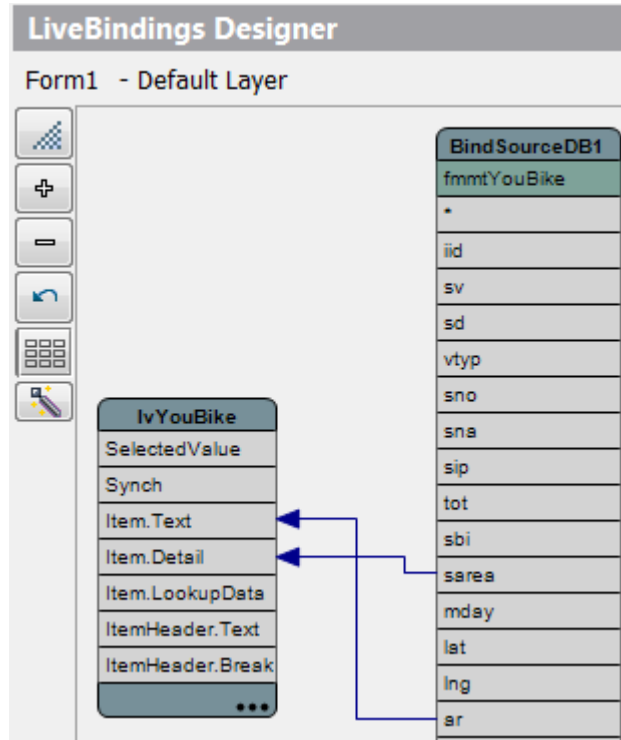 LiveBindings Designer
Form1 - Default Layer
BindSourceDB1
fmmtYouBike
*
iid
sv
sd
vtyp
sno
sna
sip
tot
sbi
sarea
mday
lat
lng
ar
lvYouBike
SelectedValue
Synch
Item.Text
Item.Detail
Item.LookupData
ItemHeader.Text
ItemHeader.Break